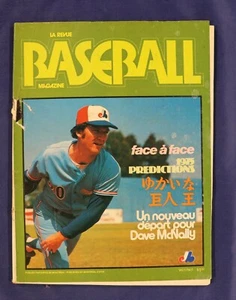 LA REVUE
BASEBALL
MAGAZINE
face à face
1975
PREDICTIONS
ゆかいな
巨人王
Un nouveau
départ pour
Dave McNally